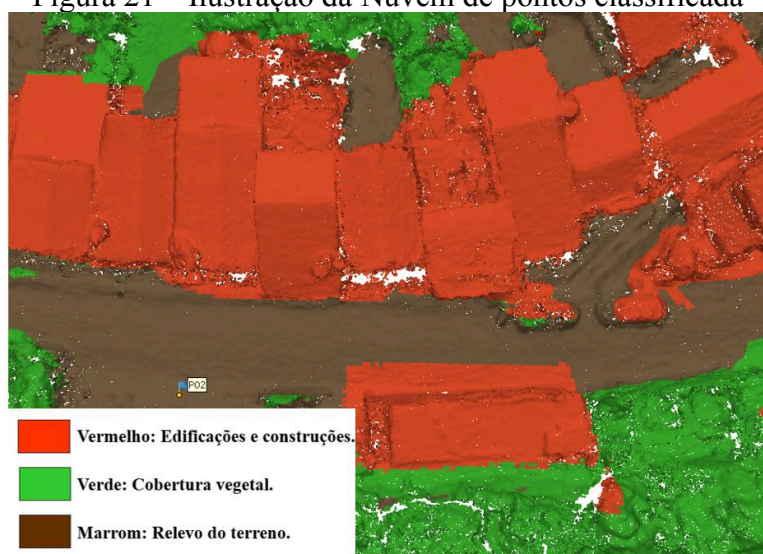 Figura 21 – Ilustração da Nuvem de pontos classificada
P02
Vermelho: Edificações e construções.
Verde: Cobertura vegetal.
Marrom: Relevo do terreno.